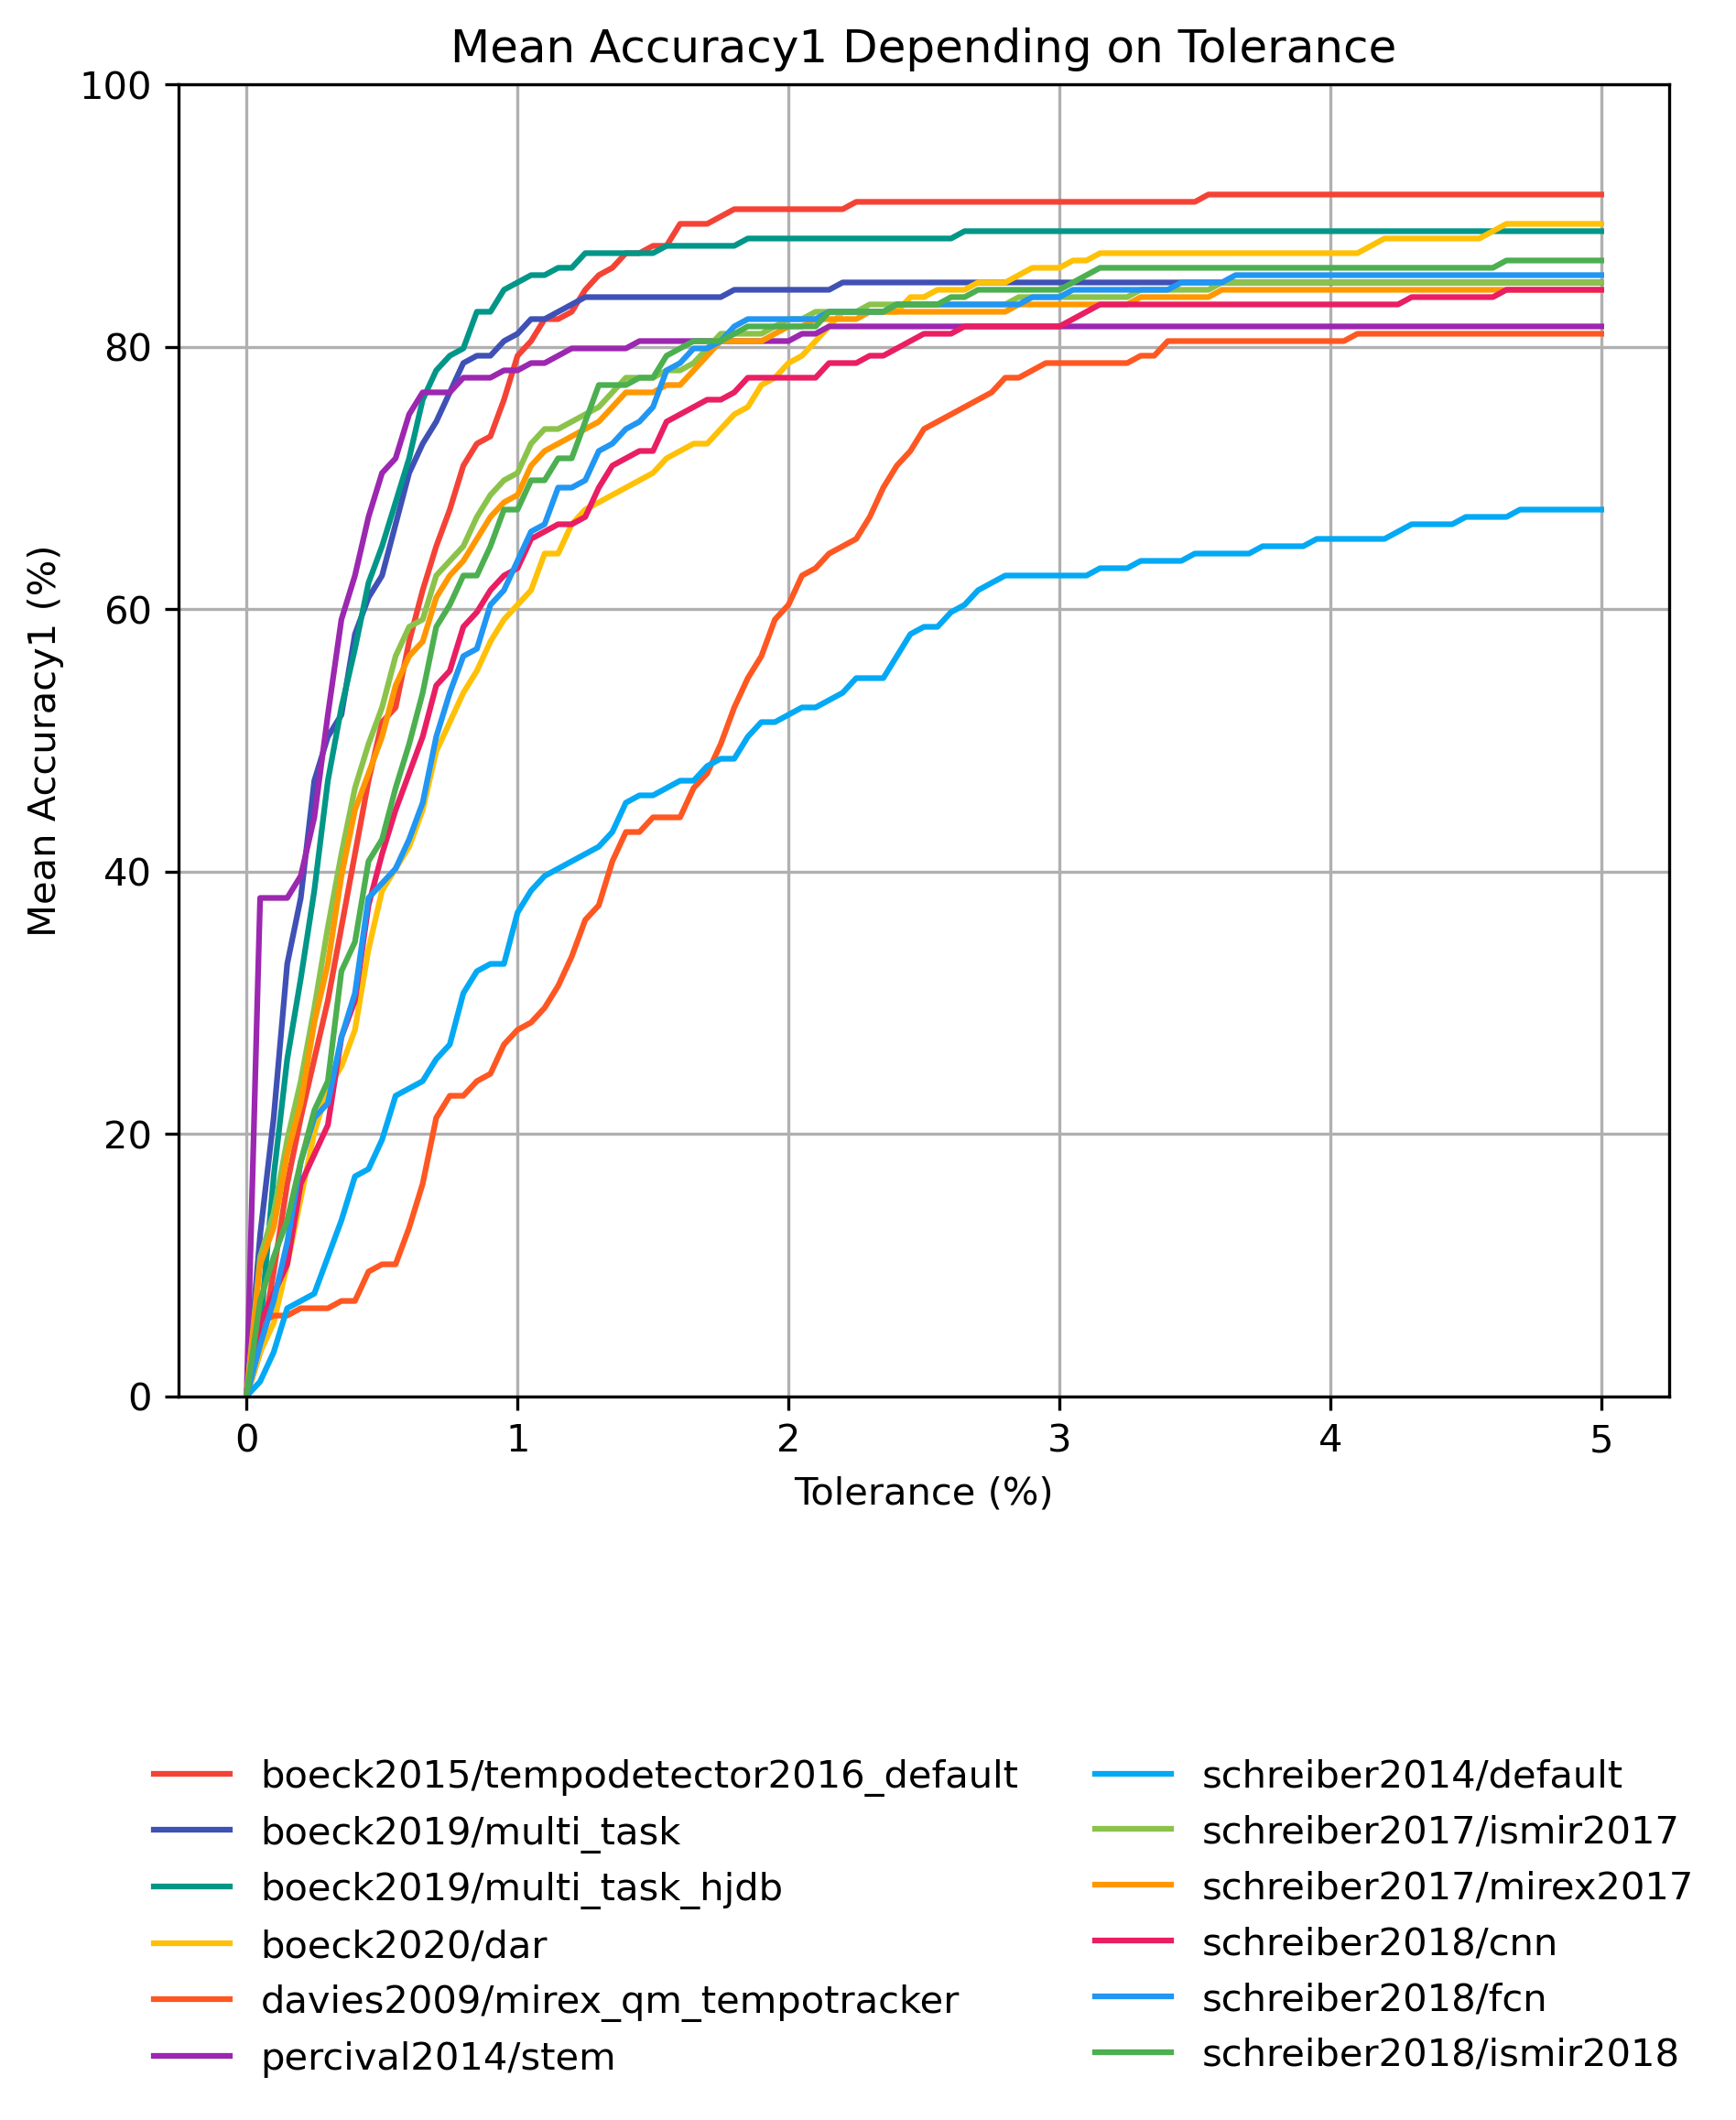 Mean Accuracy1 Depending on Tolerance
100
80
60
40
20
0
Mean Accuracy1 (%)
0 1 2 3 4 5
Tolerance (%)
boeck2015/tempodetector2016_default
boeck2019/multi_task
boeck2019/multi_task_hjdb
boeck2020/dar
davies2009/mirex_qm_tempotracker
percival2014/stem
schreiber2014/default
schreiber2017/ismir2017
schreiber2017/mirex2017
schreiber2018/cnn
schreiber2018/fcn
schreiber2018/ismir2018